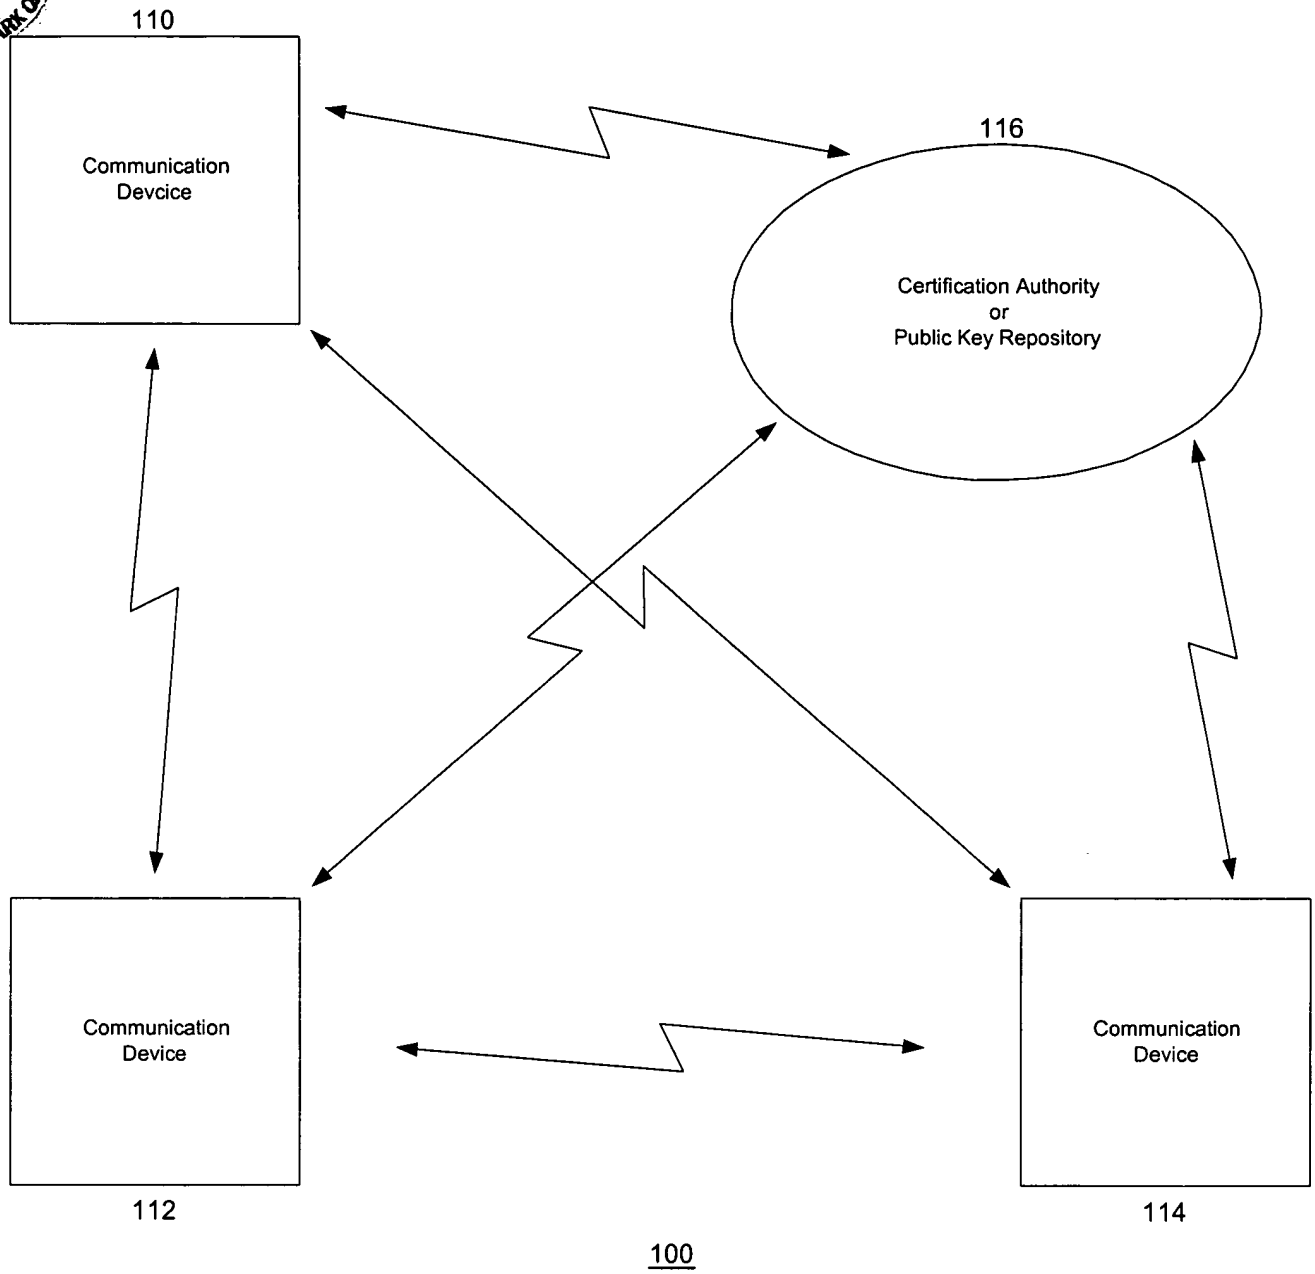 110
Communication
Devcice
116
Certification Authority
or
Public Key Repository
Communication
Device
112
Communication
Device
114
100